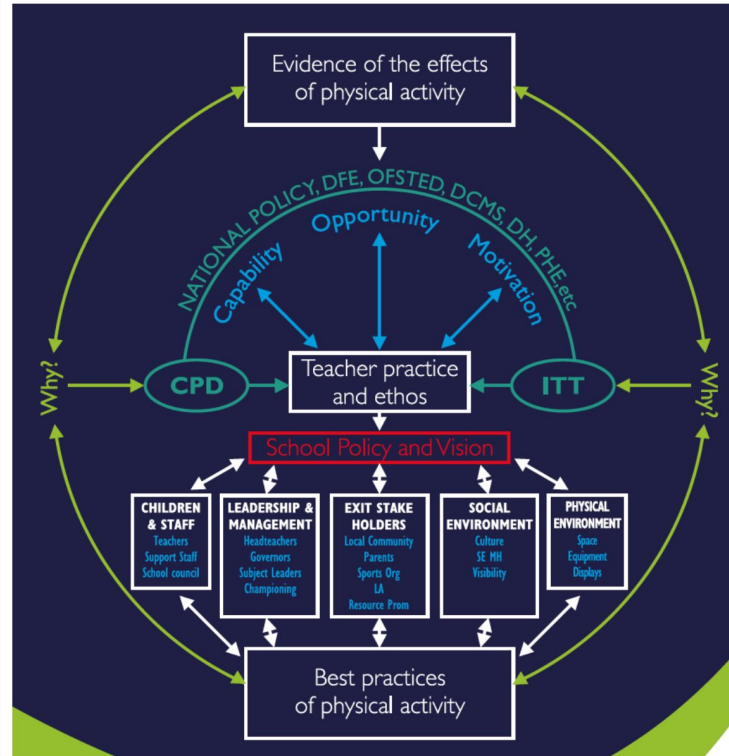 Evidence of the effects
of physical activity
NATIONAL POLICY, DFE, OFSTED, DCMS, DH, PHE,etc
Capability
Opportunity
Motivation
Why?
CPD
Teacher practice
and ethos
ITT
Why?
School Policy and Vision
CHILDREN
& STAFF
Teachers
Support Staff
School council
LEADERSHIP &
MANAGEMENT
Headteachers
Governors
Subject Leaders
Championing
EXIT STAKE
HOLDERS
Local Community
Parents
Sports Org
LA
Resource Prom
SOCIAL
ENVIRONMENT
Culture
SE MH
Visibility
PHYSICAL
ENVIRONMENT
Space
Equipment
Displays
Best practices
of physical activity